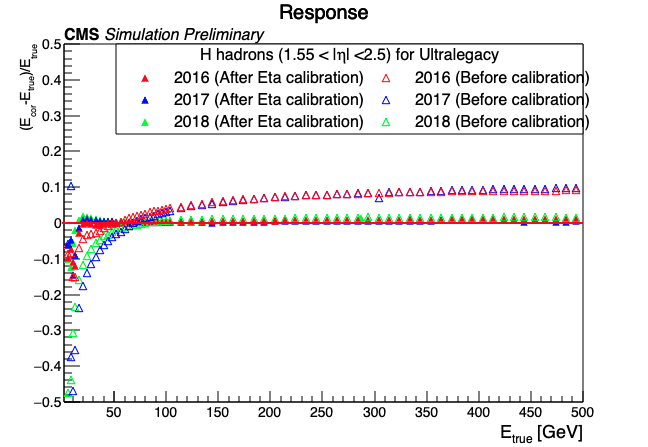 Response
CMS Simulation Preliminary
(E_cor-E_true)/E_true
H hadrons (1.55 < |η| <2.5) for Ultralegacy
2016 (After Eta calibration) 2016 (Before calibration)
2017 (After Eta calibration) 2017 (Before calibration)
2018 (After Eta calibration) 2018 (Before calibration)
0.5
0.4
0.3
0.2
0.1
0
−0.1
−0.2
−0.3
−0.4
−0.5
50 100 150 200 250 300 350 400 450 500
E_true [GeV]